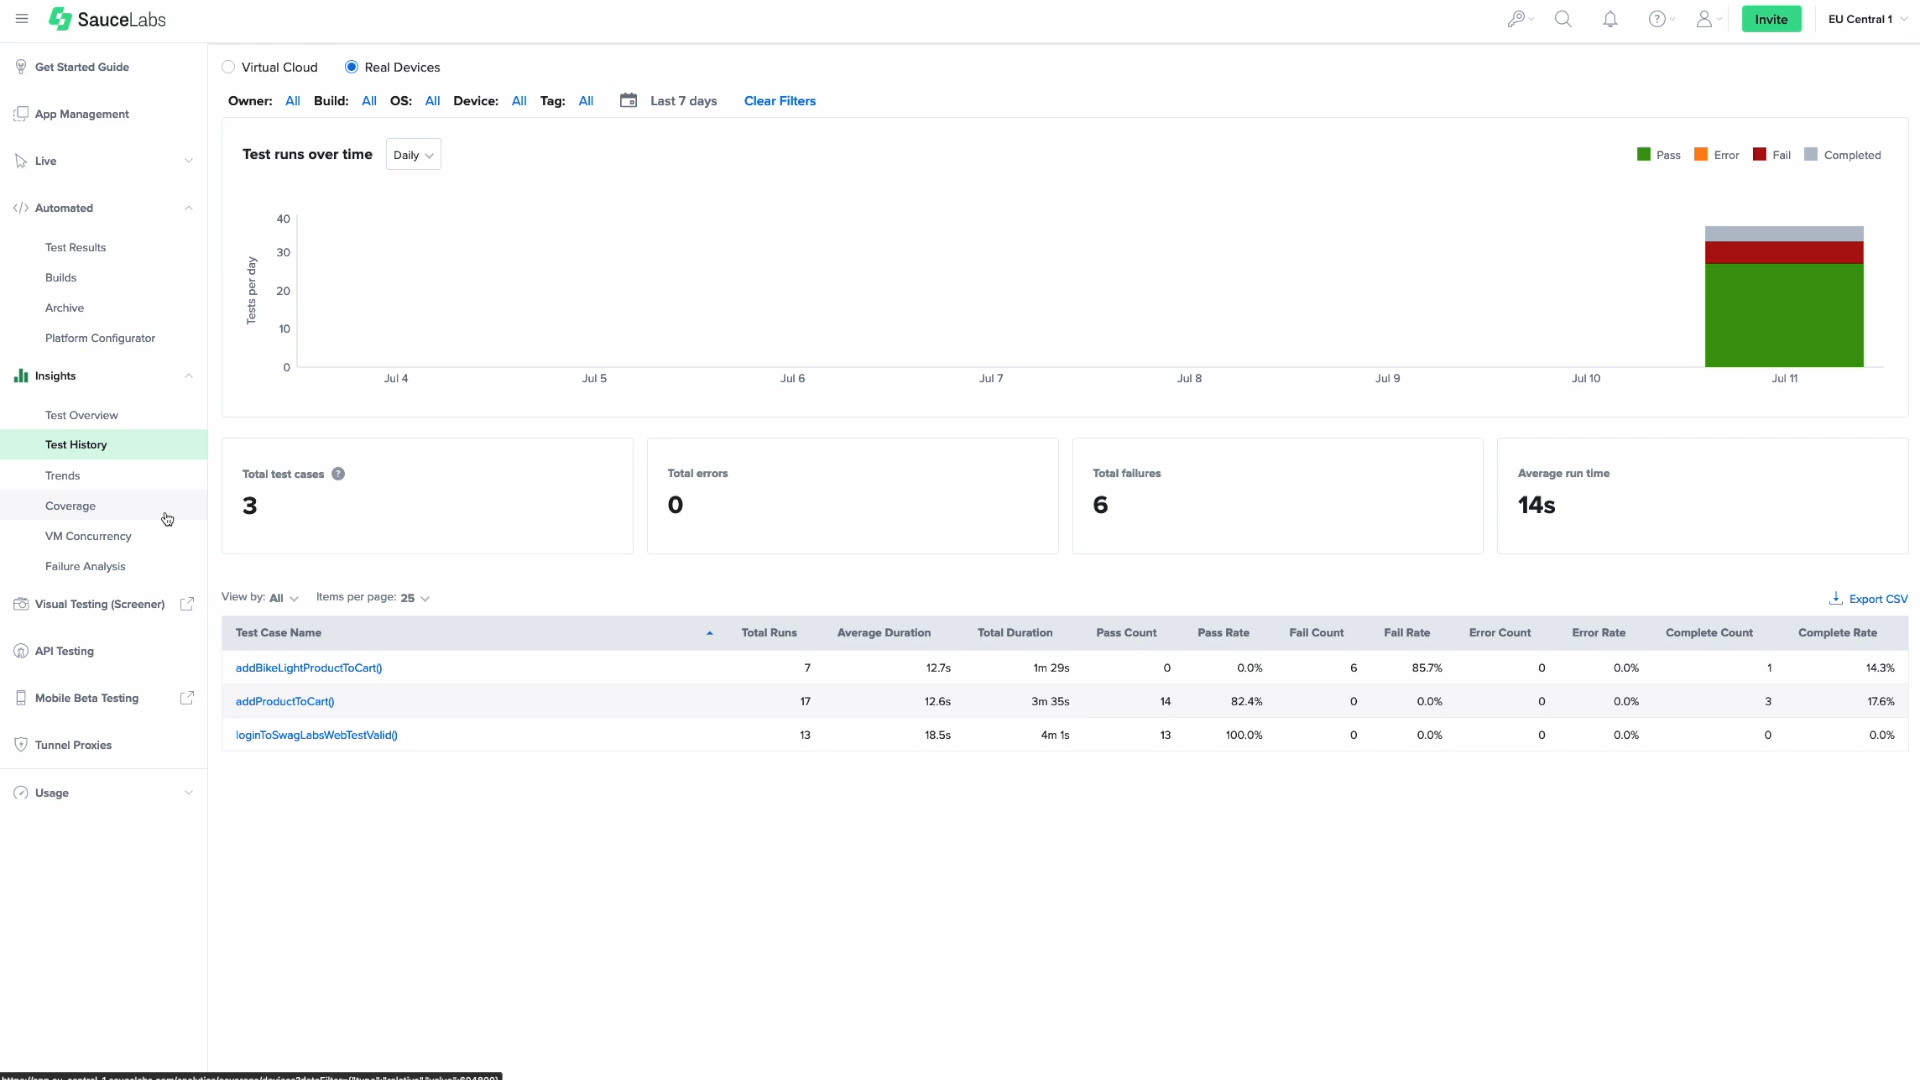 SauceLabs
Invite
EU Central 1
Get Started Guide
App Management
Live
Automated
Test Results
Builds
Archive
Platform Configurator
Insights
Test Overview
Test History
Trends
Coverage
VM Concurrency
Failure Analysis
Visual Testing (Screener)
API Testing
Mobile Beta Testing
Tunnel Proxies
Usage
Virtual Cloud Real Devices
Owner: All Build: All OS: All Device: All Tag: All Last 7 days Clear Filters
Test runs over time Daily
Pass Error Fail Completed
Tests per day
40
30
20
10
0
Jul 4 Jul 5 Jul 6 Jul 7 Jul 8 Jul 9 Jul 10 Jul 11
Total test cases ?
3
Total errors
0
Total failures
6
Average run time
14s
View by: All Items per page: 25 Export CSV
Test Case Name Total Runs Average Duration Total Duration Pass Count Pass Rate Fail Count Fail Rate Error Count Error Rate Complete Count Complete Rate
addBikeLightProductToCart() 7 12.7s 1m 29s 0 0.0% 6 85.7% 0 0.0% 1 14.3%
addProductToCart() 17 12.6s 3m 35s 14 82.4% 0 0.0% 0 0.0% 3 17.6%
loginToSwagLabsWebTestValid() 13 18.5s 4m 1s 13 100.0% 0 0.0% 0 0.0% 0 0.0%